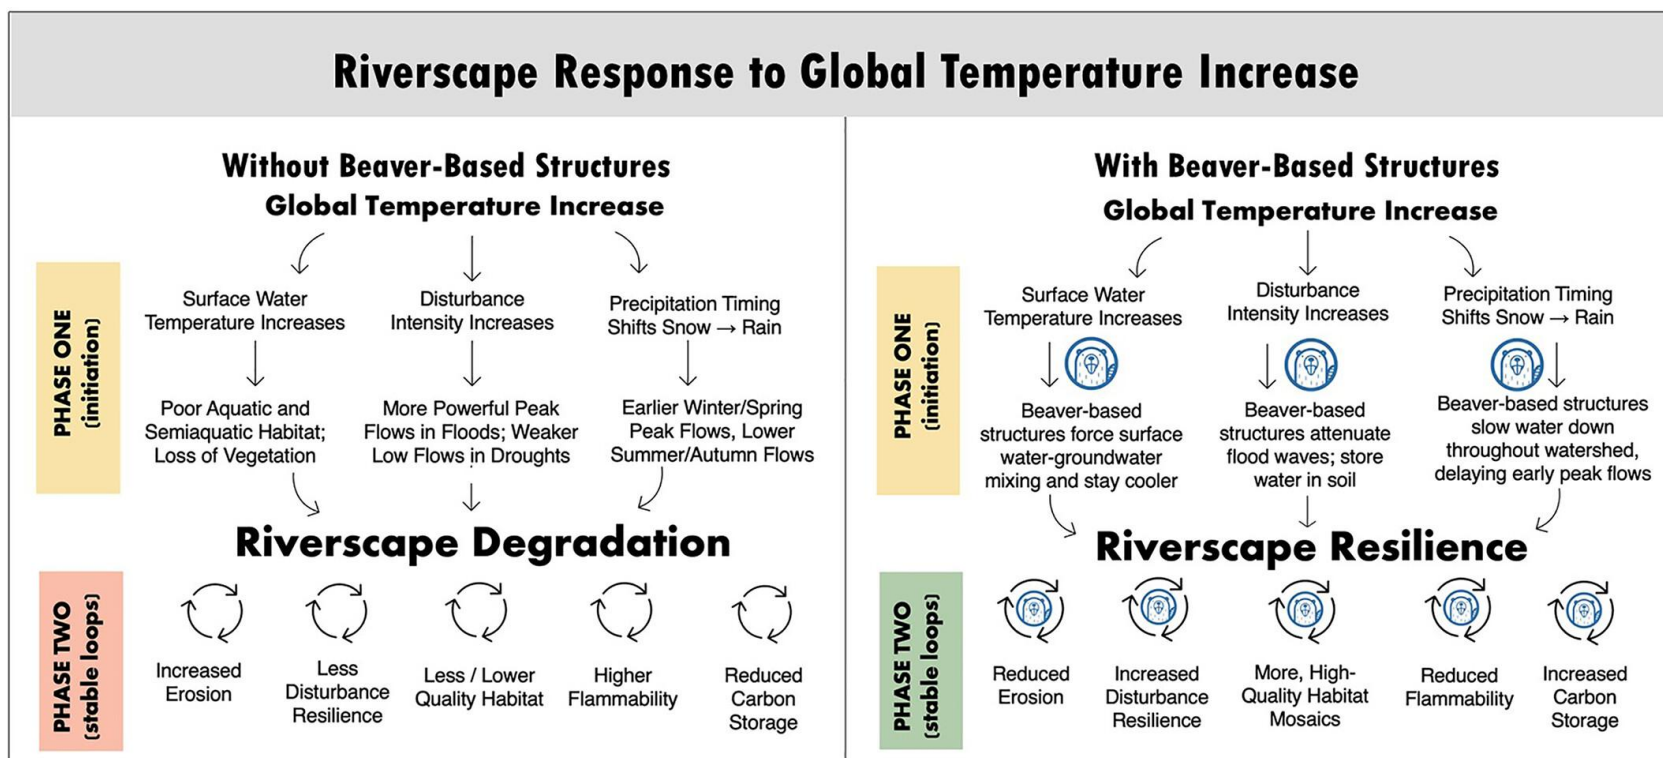 Riverscape Response to Global Temperature Increase
Without Beaver-Based Structures
Global Temperature Increase
PHASE ONE
(initiation)
Surface Water
Temperature Increases
Disturbance
Intensity Increases
Precipitation Timing
Shifts Snow → Rain
Poor Aquatic and
Semiaquatic Habitat;
Loss of Vegetation
More Powerful Peak
Flows in Floods; Weaker
Low Flows in Droughts
Earlier Winter/Spring
Peak Flows, Lower
Summer/Autumn Flows
Riverscape Degradation
PHASE TWO
(stable loops)
Increased
Erosion
Less
Disturbance
Resilience
Less / Lower
Quality Habitat
Higher
Flammability
Reduced
Carbon
Storage
With Beaver-Based Structures
Global Temperature Increase
PHASE ONE
(initiation)
Surface Water
Temperature Increases
Disturbance
Intensity Increases
Precipitation Timing
Shifts Snow → Rain
Beaver-based
structures force surface
water-groundwater
mixing and stay cooler
Beaver-based
structures attenuate
flood waves; store
water in soil
Beaver-based structures
slow water down
throughout watershed,
delaying early peak flows
Riverscape Resilience
PHASE TWO
(stable loops)
Reduced
Erosion
Increased
Disturbance
Resilience
More, High-
Quality Habitat
Mosaics
Reduced
Flammability
Increased
Carbon
Storage